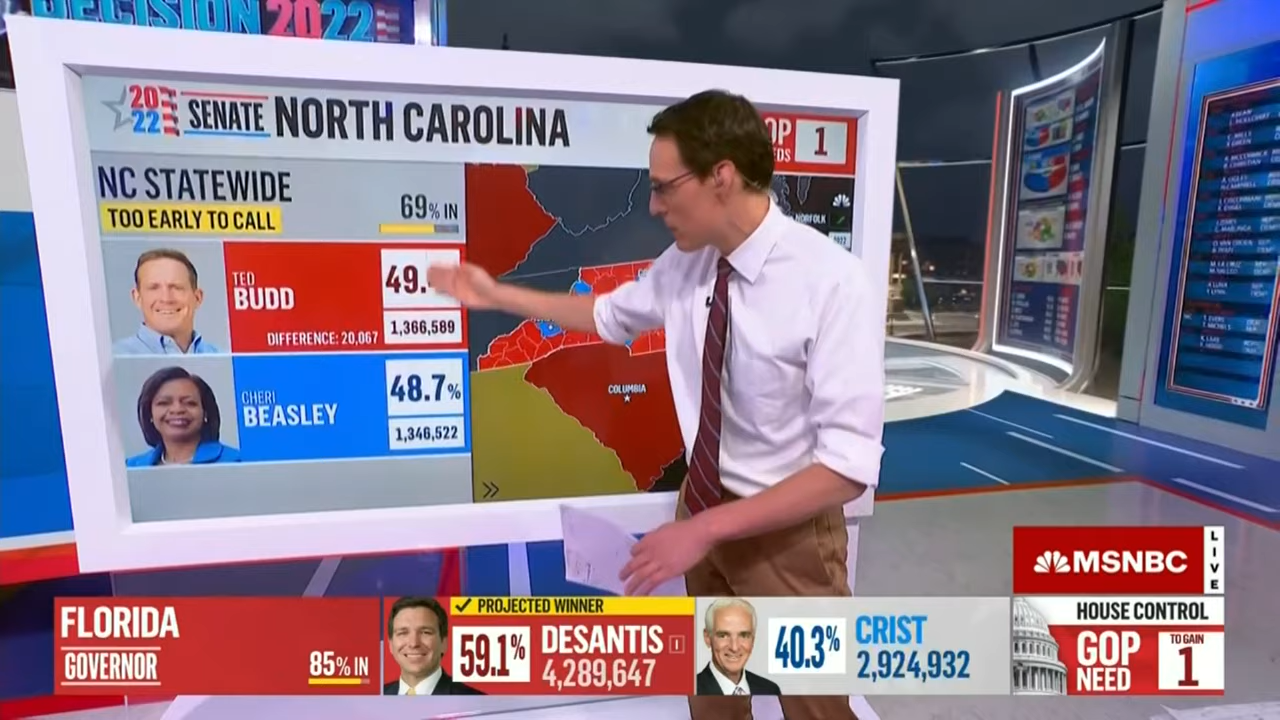 DECISION 2022
2022 SENATE NORTH CAROLINA
1
NC STATEWIDE
TOO EARLY TO CALL
69% IN
TED
BUDD
49.
DIFFERENCE: 20,067
1,366,589
CHERI
BEASLEY
48.7%
1,346,522
NORFOLK
COLUMBIA
MSNBC
LIVE
FLORIDA
GOVERNOR
85% IN
PROJECTED WINNER
59.1%
DESANTIS I
4,289,647
40.3%
CRIST
2,924,932
HOUSE CONTROL
GOP
NEED
TO GAIN
1